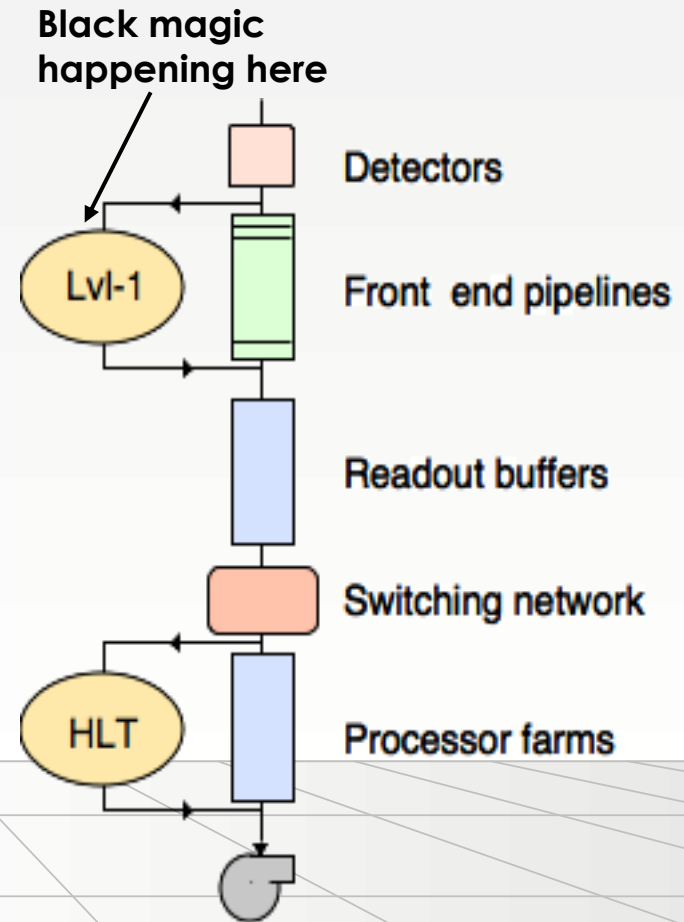 Black magic
happening here
Detectors
Lvl-1
Front end pipelines
Readout buffers
Switching network
HLT
Processor farms